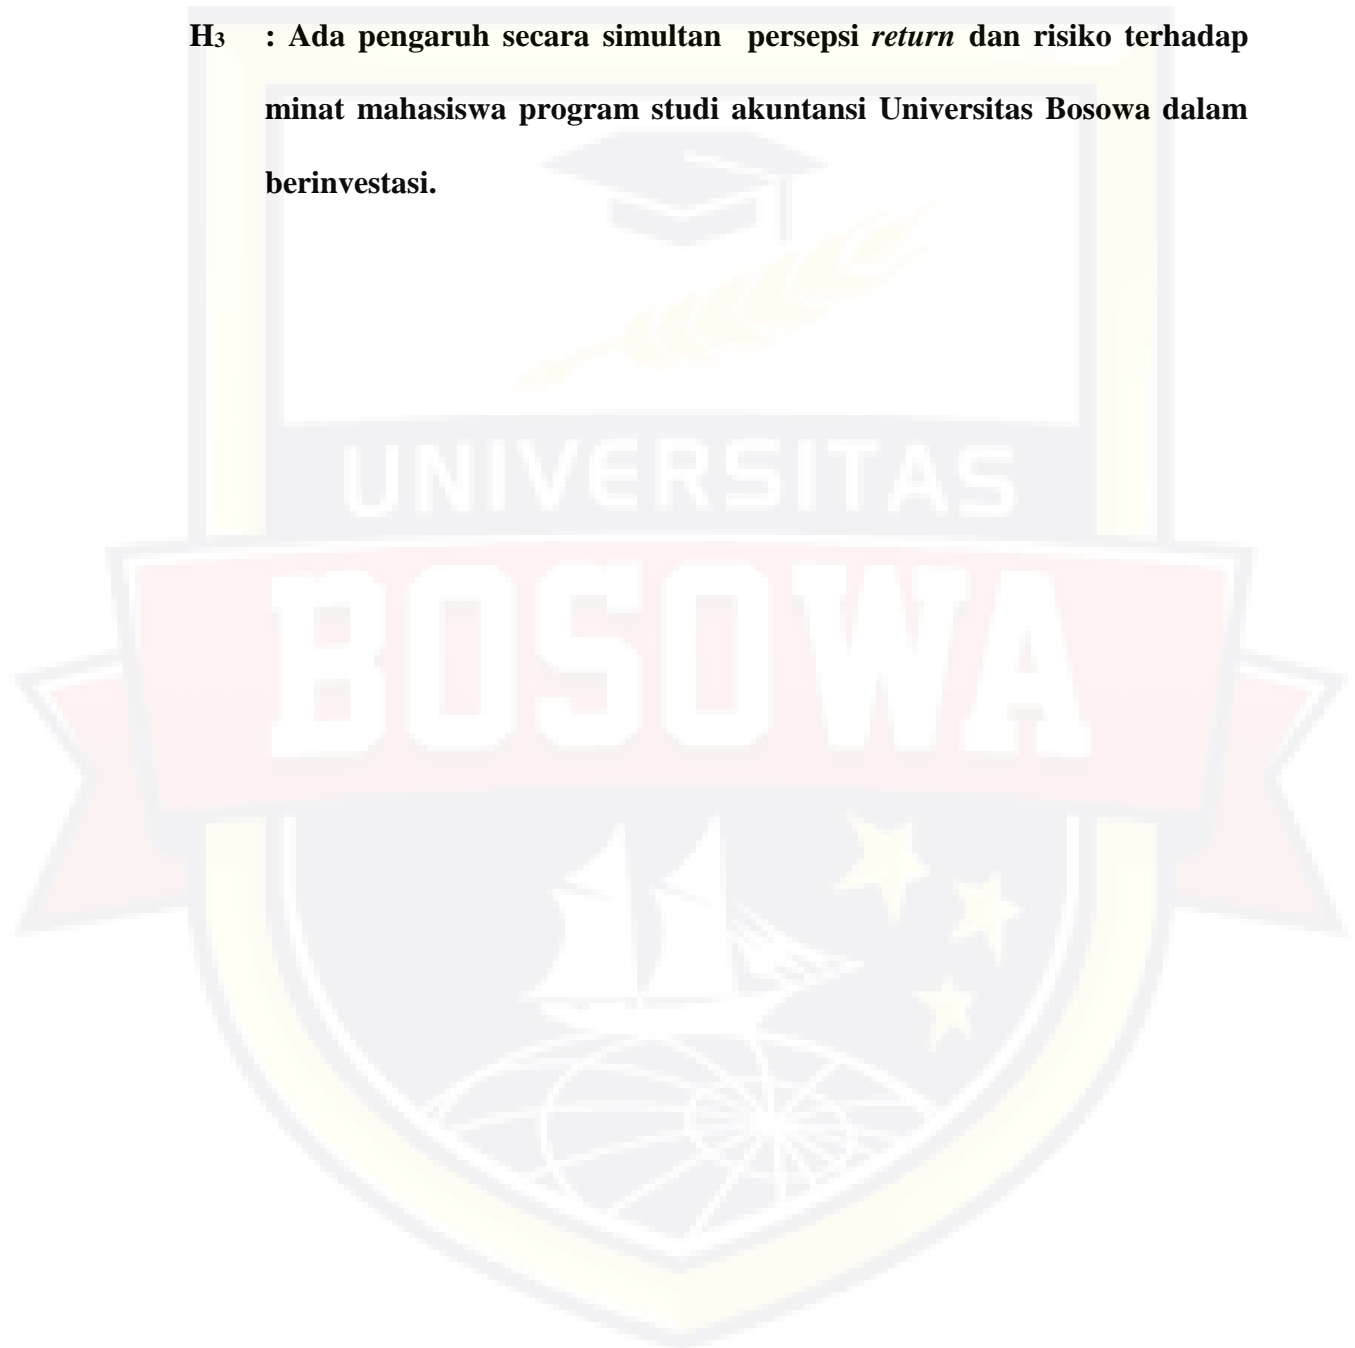 H3 : Ada pengaruh secara simultan persepsi return dan risiko terhadap
minat mahasiswa program studi akuntansi Universitas Bosowa dalam
berinvestasi.
UNIVERSITAS
BOSOWA